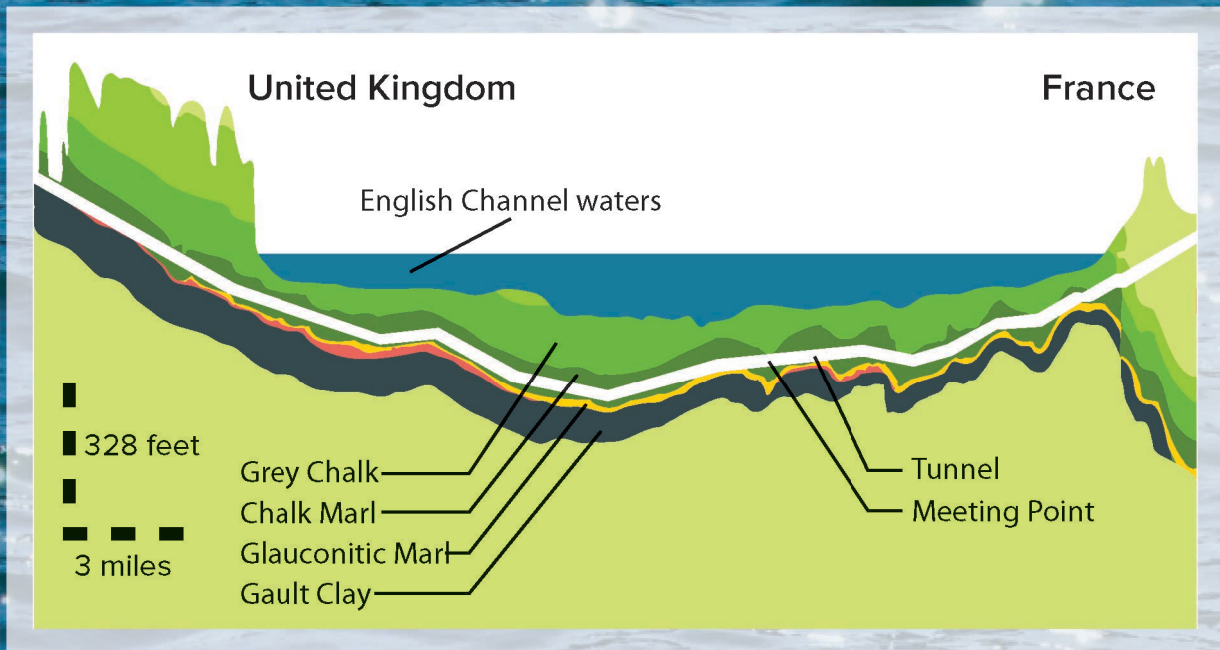 United Kingdom
France
English Channel waters
328 feet
3 miles
Grey Chalk
Chalk Marl
Glauconitic Marl
Gault Clay
Tunnel
Meeting Point